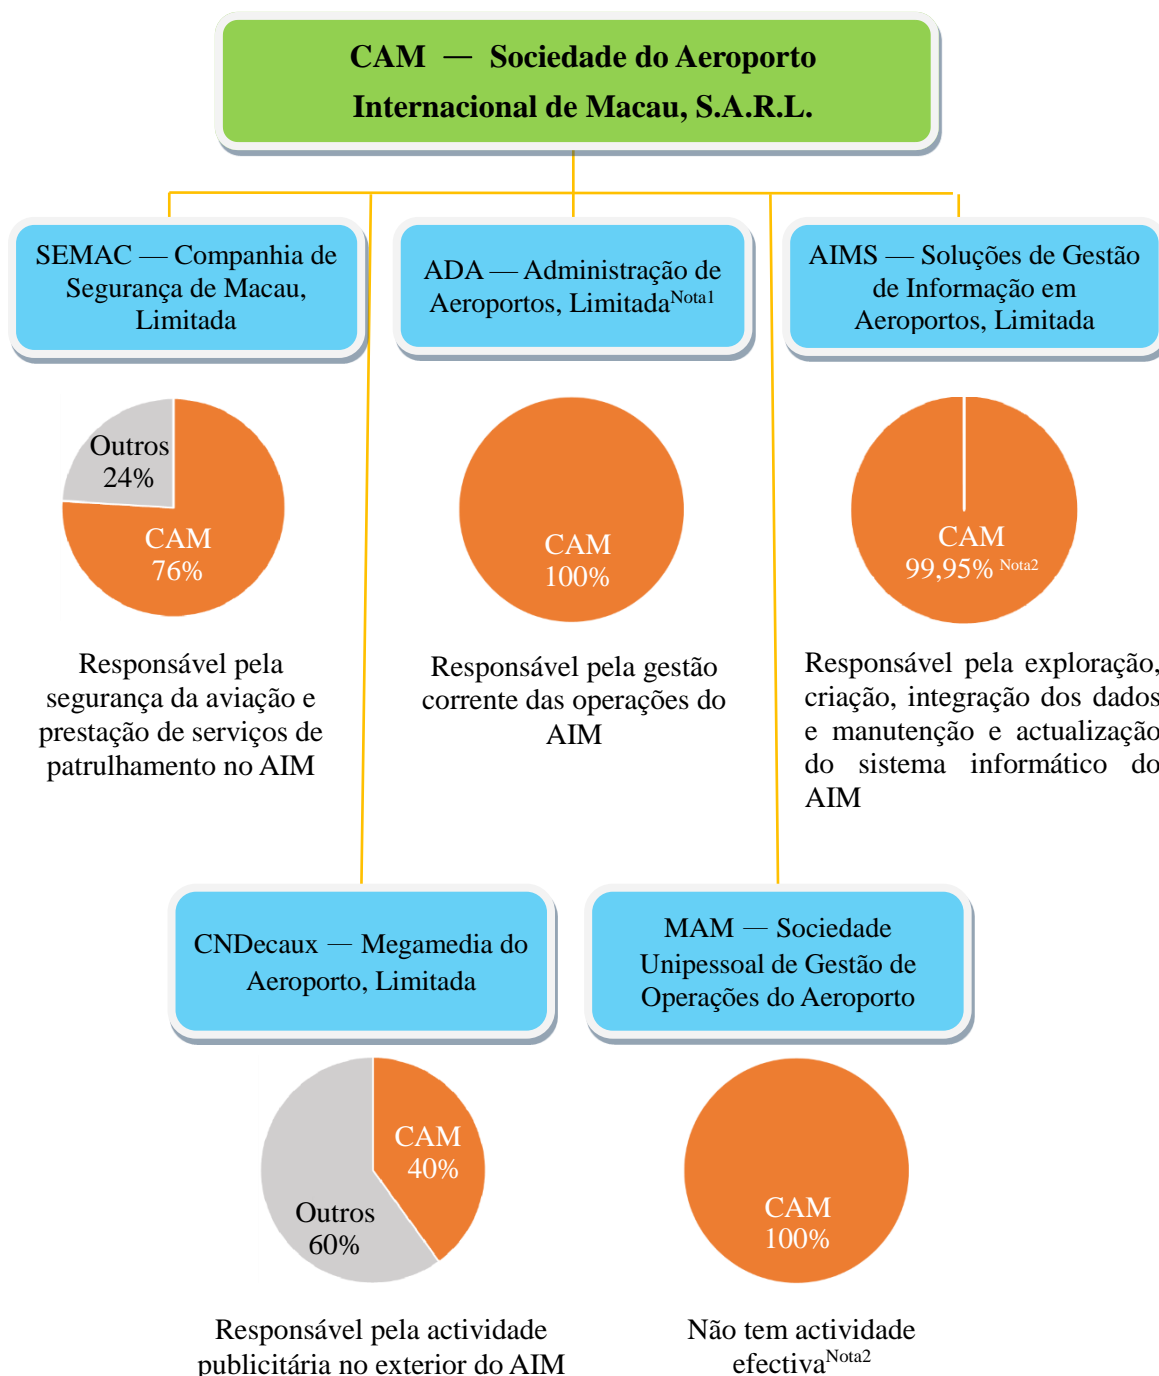 CAM — Sociedade do Aeroporto
Internacional de Macau, S.A.R.L.
SEMAC — Companhia de
Segurança de Macau,
Limitada
ADA — Administração de
Aeroportos, Limitada Nota1
AIMS — Soluções de Gestão
de Informação em
Aeroportos, Limitada
Outros
24%
CAM
76%
CAM
100%
CAM
99,95% Nota2
Responsável pela
segurança da aviação e
prestação de serviços de
patrulhamento no AIM
Responsável pela gestão
corrente das operações do
AIM
Responsável pela exploração,
criação, integração dos dados
e manutenção e actualização
do sistema informático do
AIM
CNDecaux — Megamedia do
Aeroporto, Limitada
MAM — Sociedade
Unipessoal de Gestão de
Operações do Aeroporto
CAM
40%
Outros
60%
CAM
100%
Responsável pela actividade
publicitária no exterior do AIM
Não tem actividade
efectiva Nota2